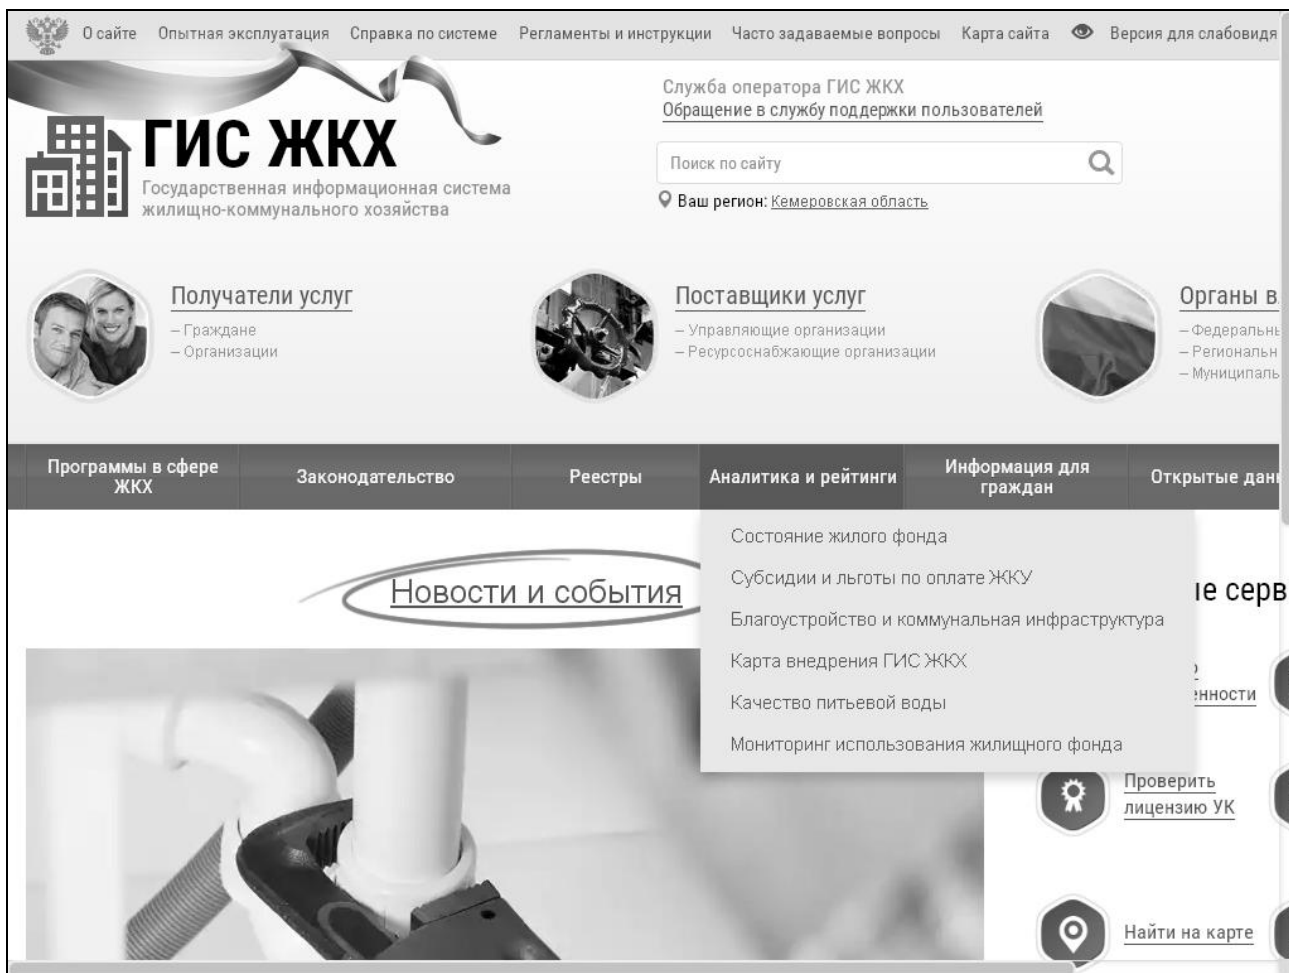 О сайте Опытная эксплуатация Справка по системе Регламенты и инструкции Часто задаваемые вопросы Карта сайта Версия для слабовидя
Служба оператора ГИС ЖКХ
Обращение в службу поддержки пользователей
ГИС ЖКХ
Государственная информационная система
жилищно-коммунального хозяйства
Поиск по сайту
Ваш регион: Кемеровская область
Получатели услуг
– Граждане
– Организации
Поставщики услуг
– Управляющие организации
– Ресурсоснабжающие организации
Органы в
– Федеральн
– Региональн
– Муниципаль
Программы в сфере
ЖКХ
Законодательство
Реестры
Аналитика и рейтинги
Информация для
граждан
Открытые дан
Состояние жилого фонда
Субсидии и льготы по оплате ЖКУ
Благоустройство и коммунальная инфраструктура
Карта внедрения ГИС ЖКХ
Качество питьевой воды
Мониторинг использования жилищного фонда
Новости и события
ые серв
енности
Проверить
лицензию УК
Найти на карте